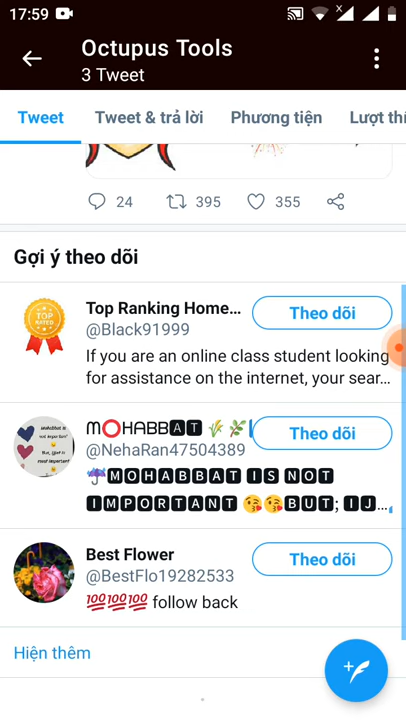 17:59
Octupus Tools
3 Tweet
Tweet Tweet & trả lời Phương tiện Lượt thí
24 395 355
Gợi ý theo dõi
TOP
RATED
Top Ranking Home...
@Black91999
Theo dõi
If you are an online class student looking
for assistance on the internet, your sear...
M⭕HABB🅰🆃 🌾🌿
@NehaRan47504389
Theo dõi
☔🅼🅾🅷🅰🅱🅱🅰🆃 🅸🆂 🅽🅾🆃
🅸🅼🅿🅾🆁🆃🅰🅽🆃 😘😘🅱🆄🆃; 🅸🅹...
Best Flower
@BestFlo19282533
Theo dõi
💯💯💯 follow back
Hiện thêm